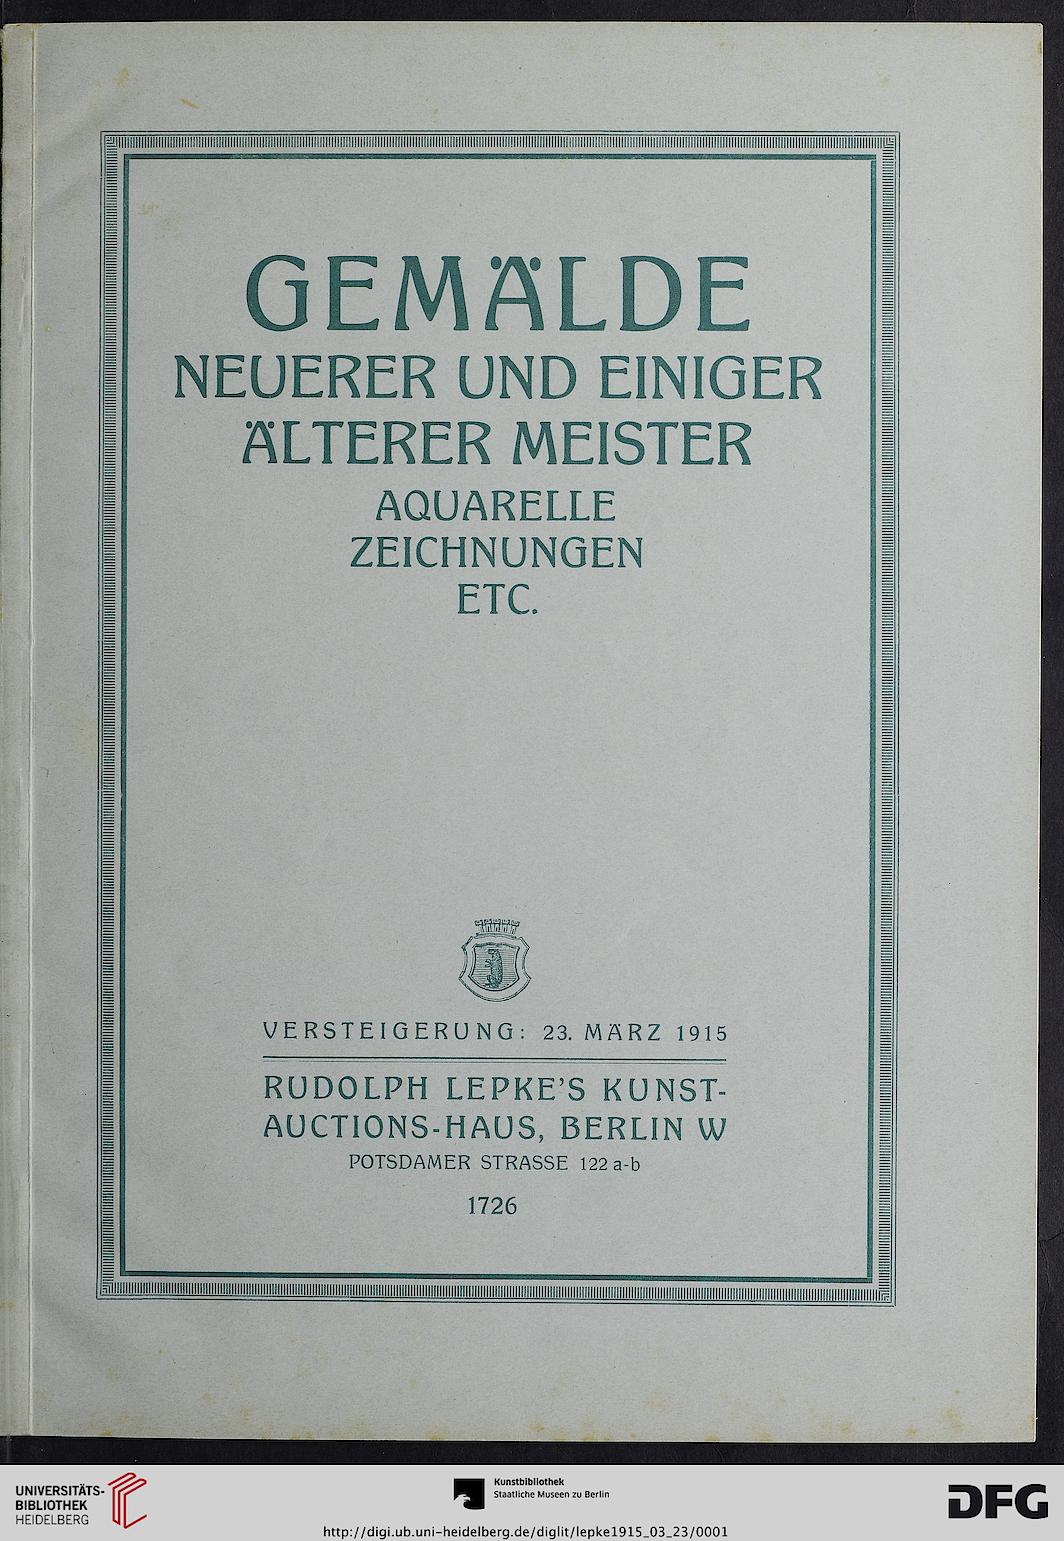 GEMÄLDE
NEUERER UND EINIGER
ÄLTERER MEISTER
AQUARELLE
ZEICHNUNGEN
ETC.
VERSTEIGERUNG: 23. MÄRZ 1915
RUDOLPH LEPKE'S KUNST-
AUCTIONS-HAUS, BERLIN W
POTSDAMER STRASSE 122 a-b
1726
UNIVERSITÄTS-
BIBLIOTHEK
HEIDELBERG
Kunstbibliothek
Staatliche Museen zu Berlin
http://digi.ub.uni-heidelberg.de/diglit/lepke1915_03_23/0001
DFG